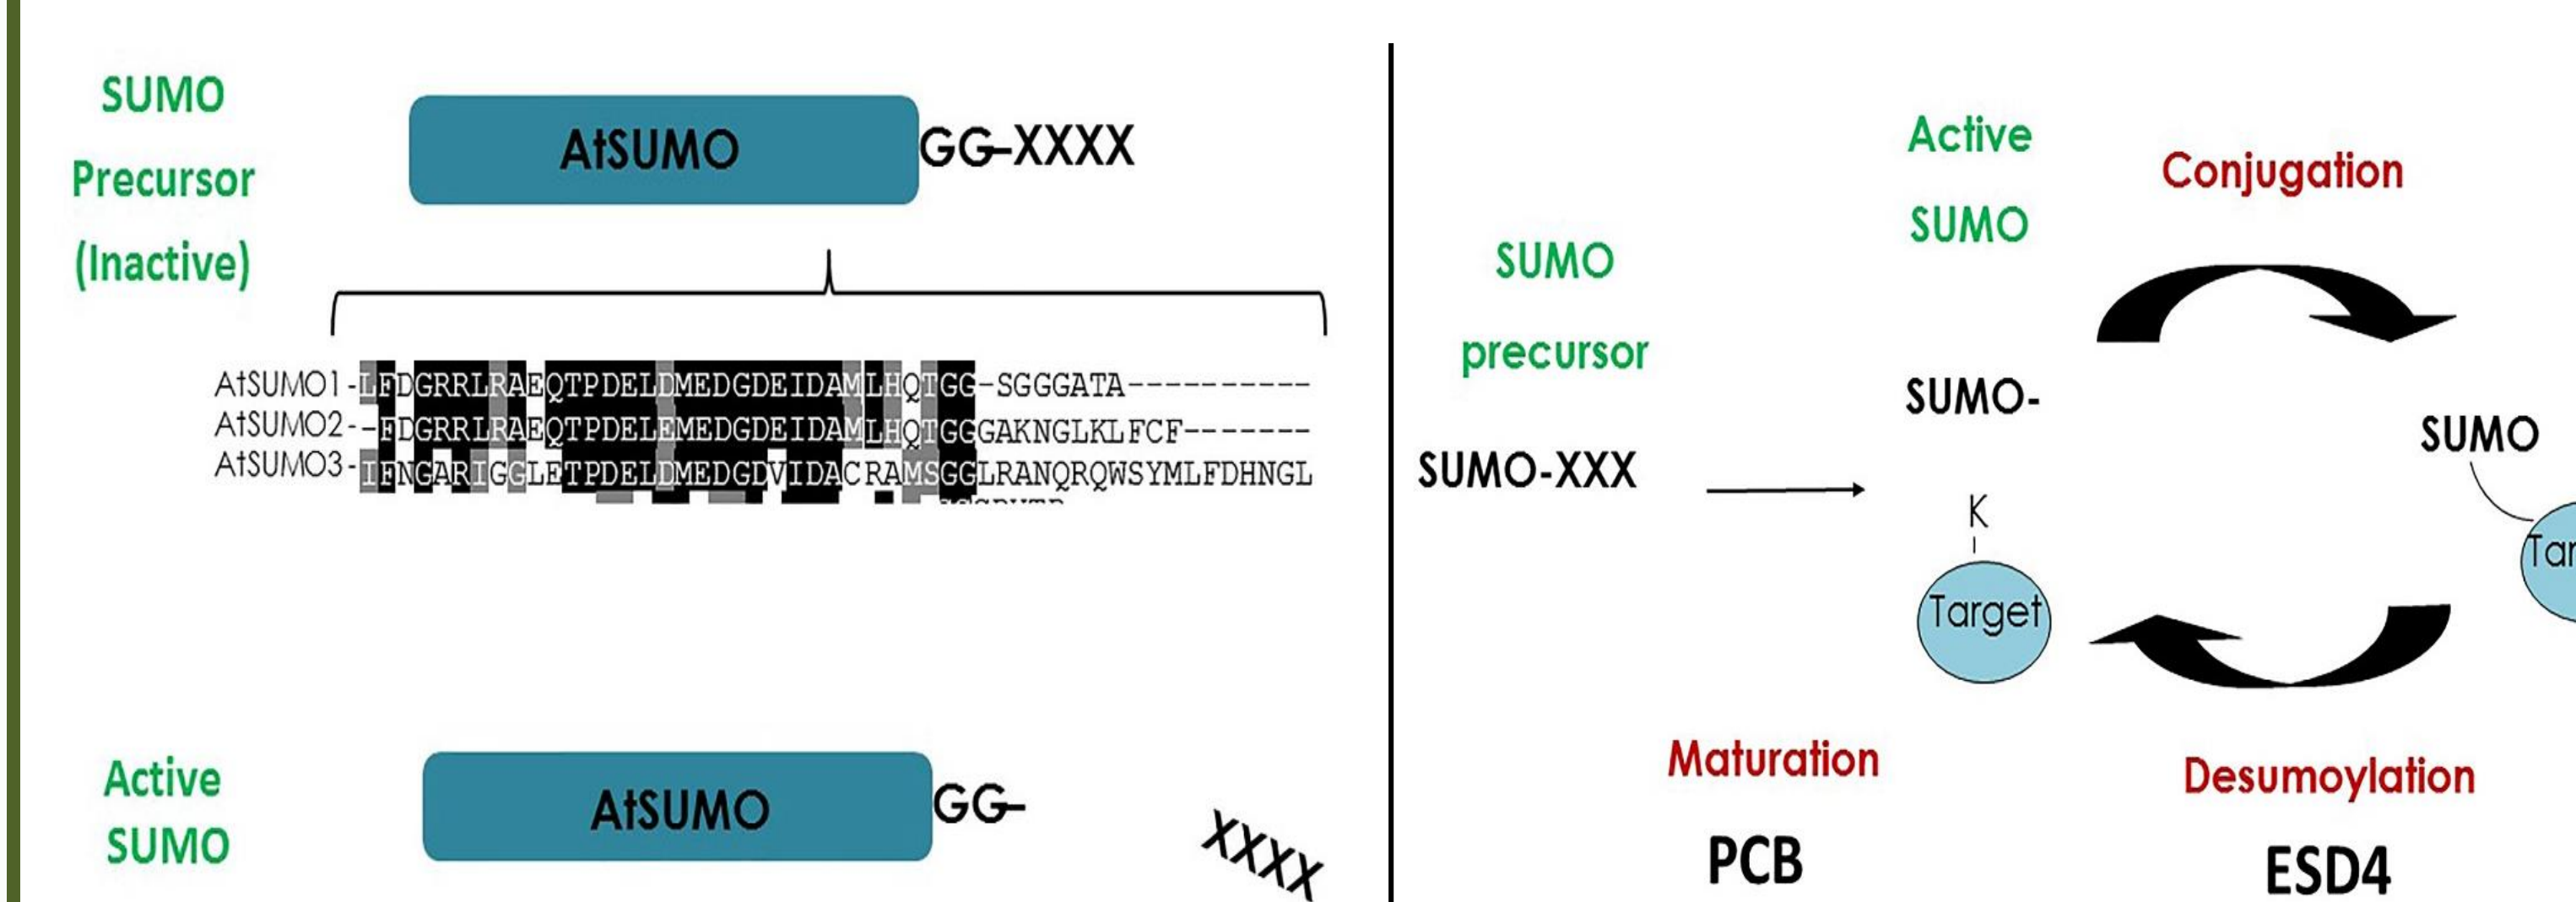 SUMO
Precursor
(Inactive)
AtSUMO
GG-XXXX
AtSUMO1-LFDGRRLRAEQTPDELDMEDGDEIDAMLHQTGG-SGGGATA----------
AtSUMO2--FDGRRLRAEQTPDELEMEDGDEIDAMLHQTGGGAKNGLKLFCF-------
AtSUMO3-IFNGARIGGLETPDELDMEDGDVIDACRAMSGGLRANQRQWSYMLFDHNGL
Active
SUMO
AtSUMO
GG-
XXXX
SUMO
precursor
SUMO-XXX
Active
SUMO
SUMO-
K
Target
Conjugation
SUMO
Tar
Maturation
PCB
Desumoylation
ESD4